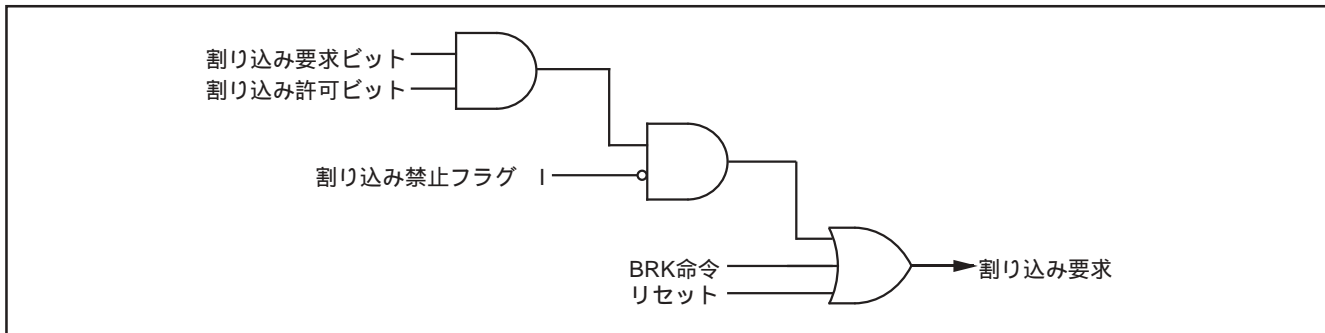 割り込み要求ビット
割り込み許可ビット
割り込み禁止フラグ I
BRK命令
リセット
割り込み要求